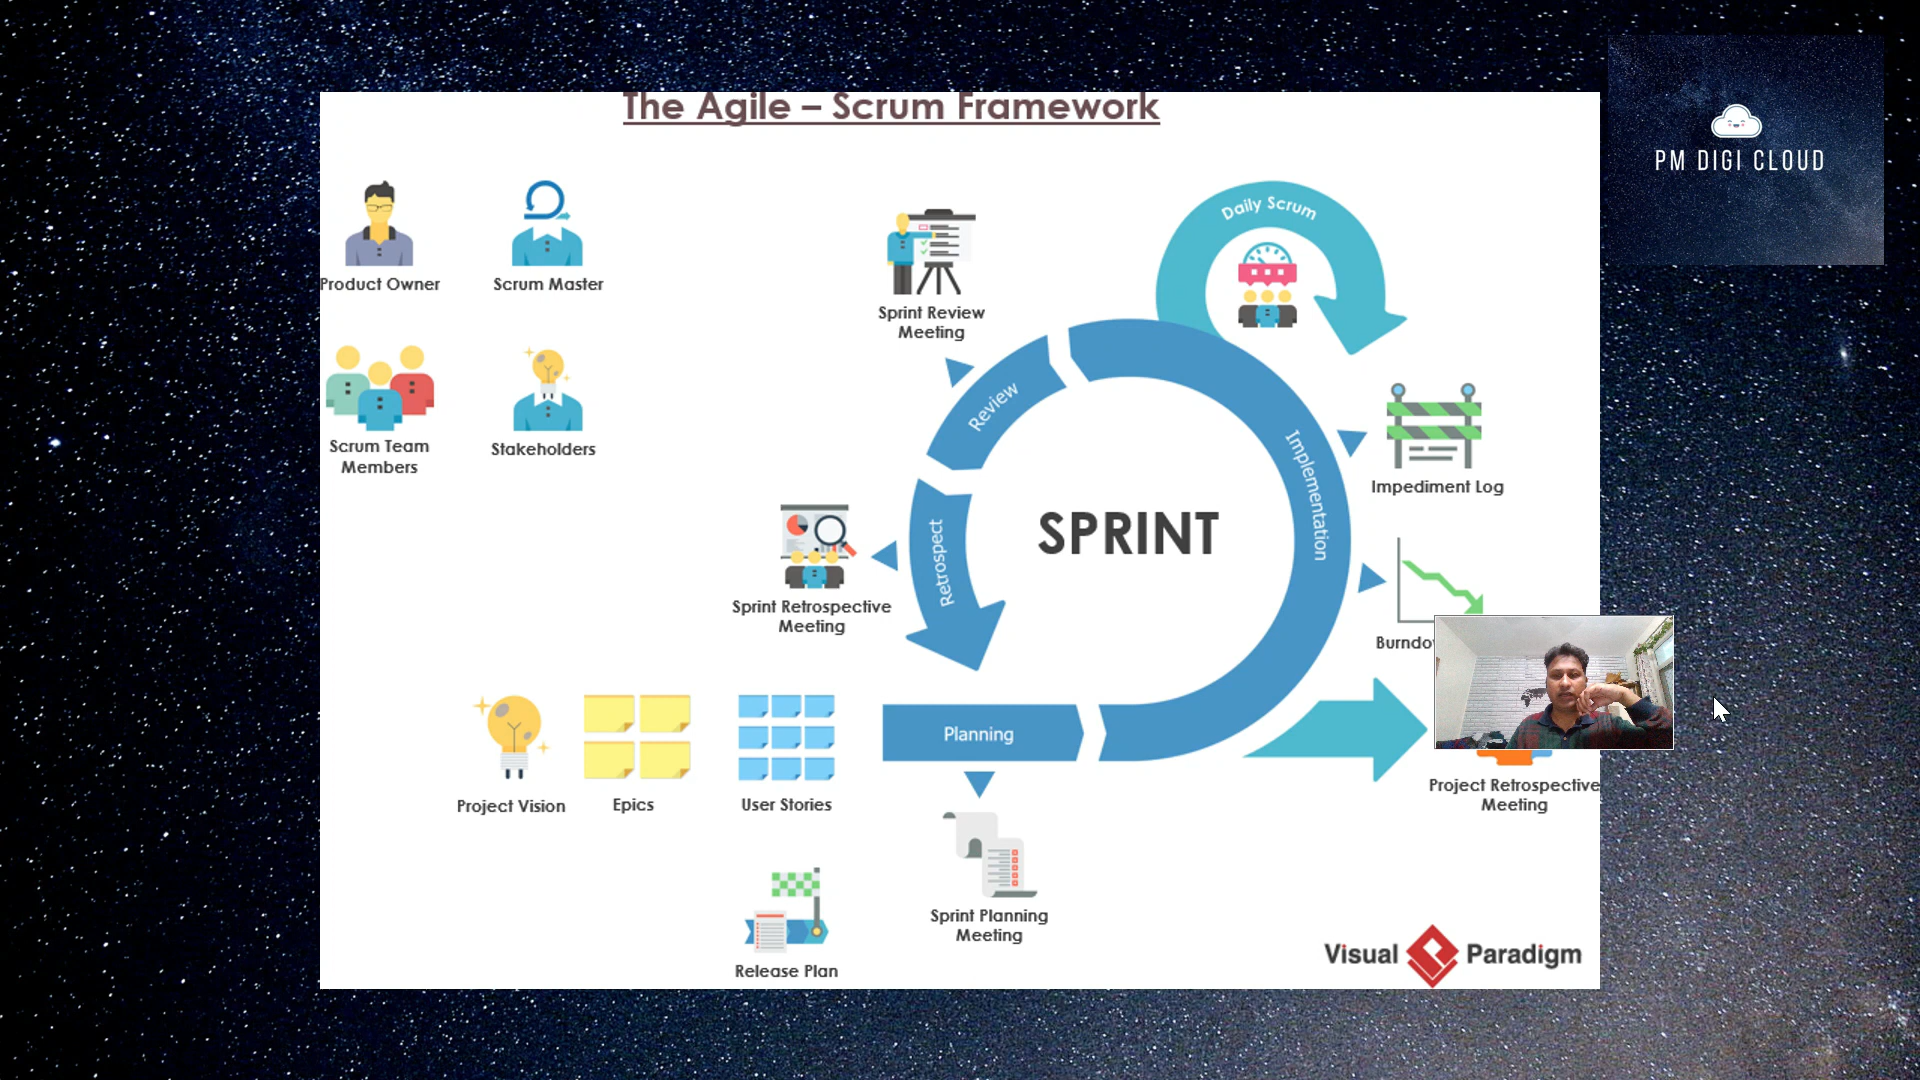 The Agile – Scrum Framework
PM DIGI CLOUD
Product Owner
Scrum Master
Scrum Team
Members
Stakeholders
Sprint Review
Meeting
Daily Scrum
Review
Implementation
Impediment Log
SPRINT
Retrospect
Sprint Retrospective
Meeting
Planning
Project Vision
Epics
User Stories
Project Retrospective
Meeting
Sprint Planning
Meeting
Release Plan
Visual Paradigm